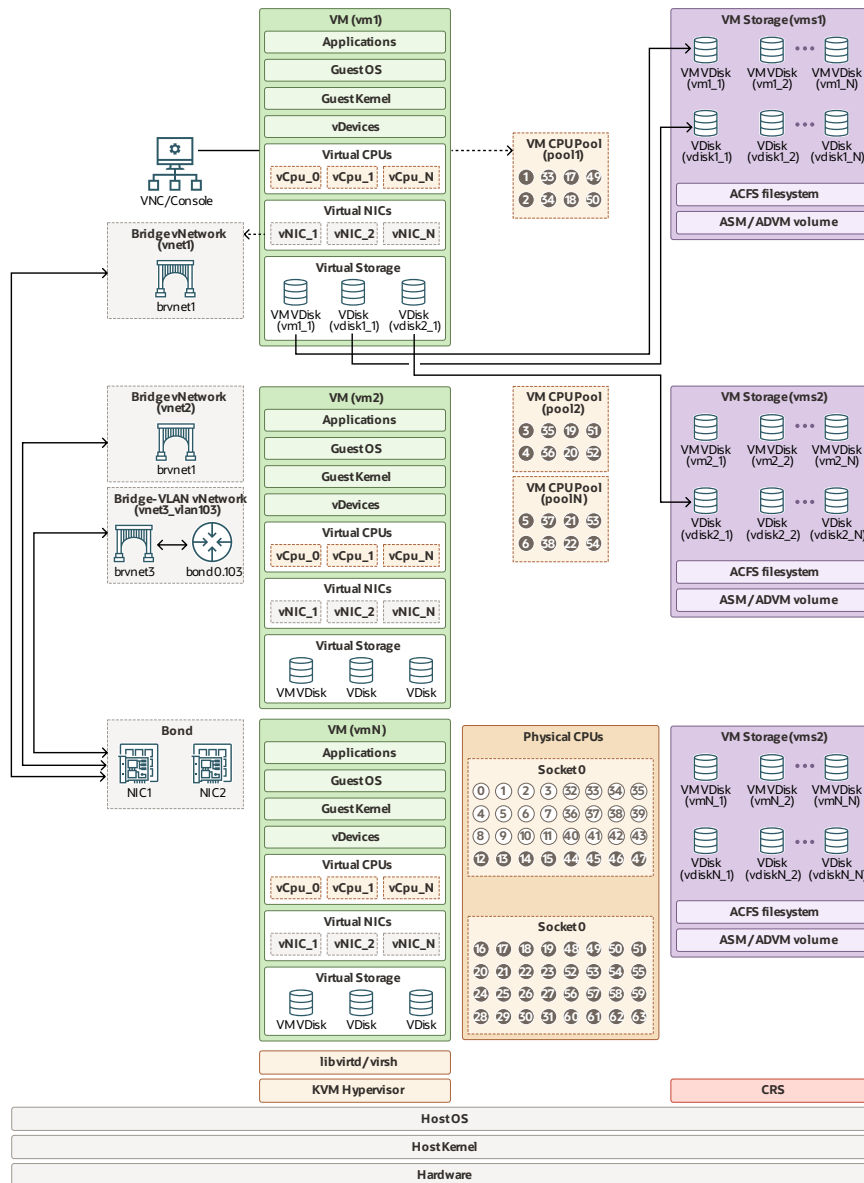 VM (vm1)
Applications
Guest OS
Guest Kernel
vDevices
Virtual CPUs
vCpu_0 vCpu_1 vCpu_N
Virtual NICs
vNIC_1 vNIC_2 vNIC_N
Virtual Storage
VM VDisk
(vm1_1)
VDisk
(vdisk1_1)
VDisk
(vdisk2_1)
VNC/Console
Bridge vNetwork
(vnet1)
brvnet1
VM CPU Pool
(pool1)
1 33 17 49
2 34 18 50
VM Storage (vms1)
VM VDisk
(vm1_1)
VM VDisk
(vm1_2)
VM VDisk
(vm1_N)
VDisk
(vdisk1_1)
VDisk
(vdisk1_2)
VDisk
(vdisk1_N)
ACFS filesystem
ASM/ADVM volume
Bridge vNetwork
(vnet2)
brvnet1
Bridge-VLAN vNetwork
(vnet3_vlan103)
brvnet3
bond0.103
VM (vm2)
Applications
Guest OS
Guest Kernel
vDevices
Virtual CPUs
vCpu_0 vCpu_1 vCpu_N
Virtual NICs
vNIC_1 vNIC_2 vNIC_N
Virtual Storage
VM VDisk VDisk VDisk
VM CPU Pool
(pool2)
3 35 19 51
4 36 20 52
VM CPU Pool
(poolN)
5 37 21 53
6 38 22 54
VM Storage (vms2)
VM VDisk
(vm2_1)
VM VDisk
(vm2_2)
VM VDisk
(vm2_N)
VDisk
(vdisk2_1)
VDisk
(vdisk2_2)
VDisk
(vdisk2_N)
ACFS filesystem
ASM/ADVM volume
Bond
NIC1 NIC2
VM (vmN)
Applications
Guest OS
Guest Kernel
vDevices
Virtual CPUs
vCpu_0 vCpu_1 vCpu_N
Virtual NICs
vNIC_1 vNIC_2 vNIC_N
Virtual Storage
VM VDisk VDisk VDisk
Physical CPUs
Socket 0
0 1 2 3 32 33 34 35
4 5 6 7 36 37 38 39
8 9 10 11 40 41 42 43
12 13 14 15 44 45 46 47
Socket 0
16 17 18 19 48 49 50 51
20 21 22 23 52 53 54 55
24 25 26 27 56 57 58 59
28 29 30 31 60 61 62 63
VM Storage (vms2)
VM VDisk
(vmN_1)
VM VDisk
(vmN_2)
VM VDisk
(vmN_N)
VDisk
(vdiskN_1)
VDisk
(vdiskN_2)
VDisk
(vdiskN_N)
ACFS filesystem
ASM/ADVM volume
libvirtd/virsh
KVM Hypervisor
CRS
Host OS
Host Kernel
Hardware